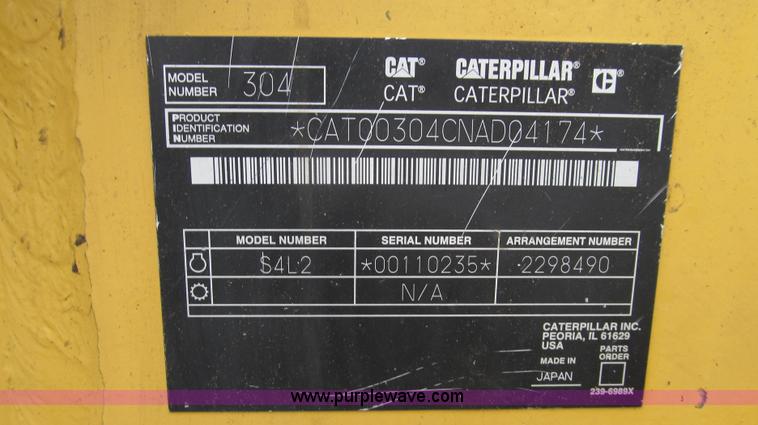 MODEL NUMBER 304
CAT® CATERPILLAR® C®
CAT® CATERPILLAR®
PRODUCT IDENTIFICATION NUMBER *CAT00304CNAD04174*
MODEL NUMBER SERIAL NUMBER ARRANGEMENT NUMBER
S4L2 *00110235* 2298490
N/A
CATERPILLAR INC.
PEORIA, IL 61629
USA
MADE IN PARTS ORDER
JAPAN
239-6989X
www.purplewave.com